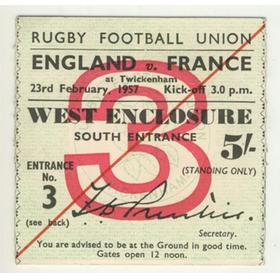 RUGBY FOOTBALL UNION
ENGLAND v. FRANCE
at Twickenham
23rd February, 1957 Kick-off 3.0 p.m.
WEST ENCLOSURE
SOUTH ENTRANCE
5/-
(STANDING ONLY)
ENTRANCE
No.
3
3
(see back)
Secretary.
You are advised to be at the Ground in good time.
Gates open 12 noon.